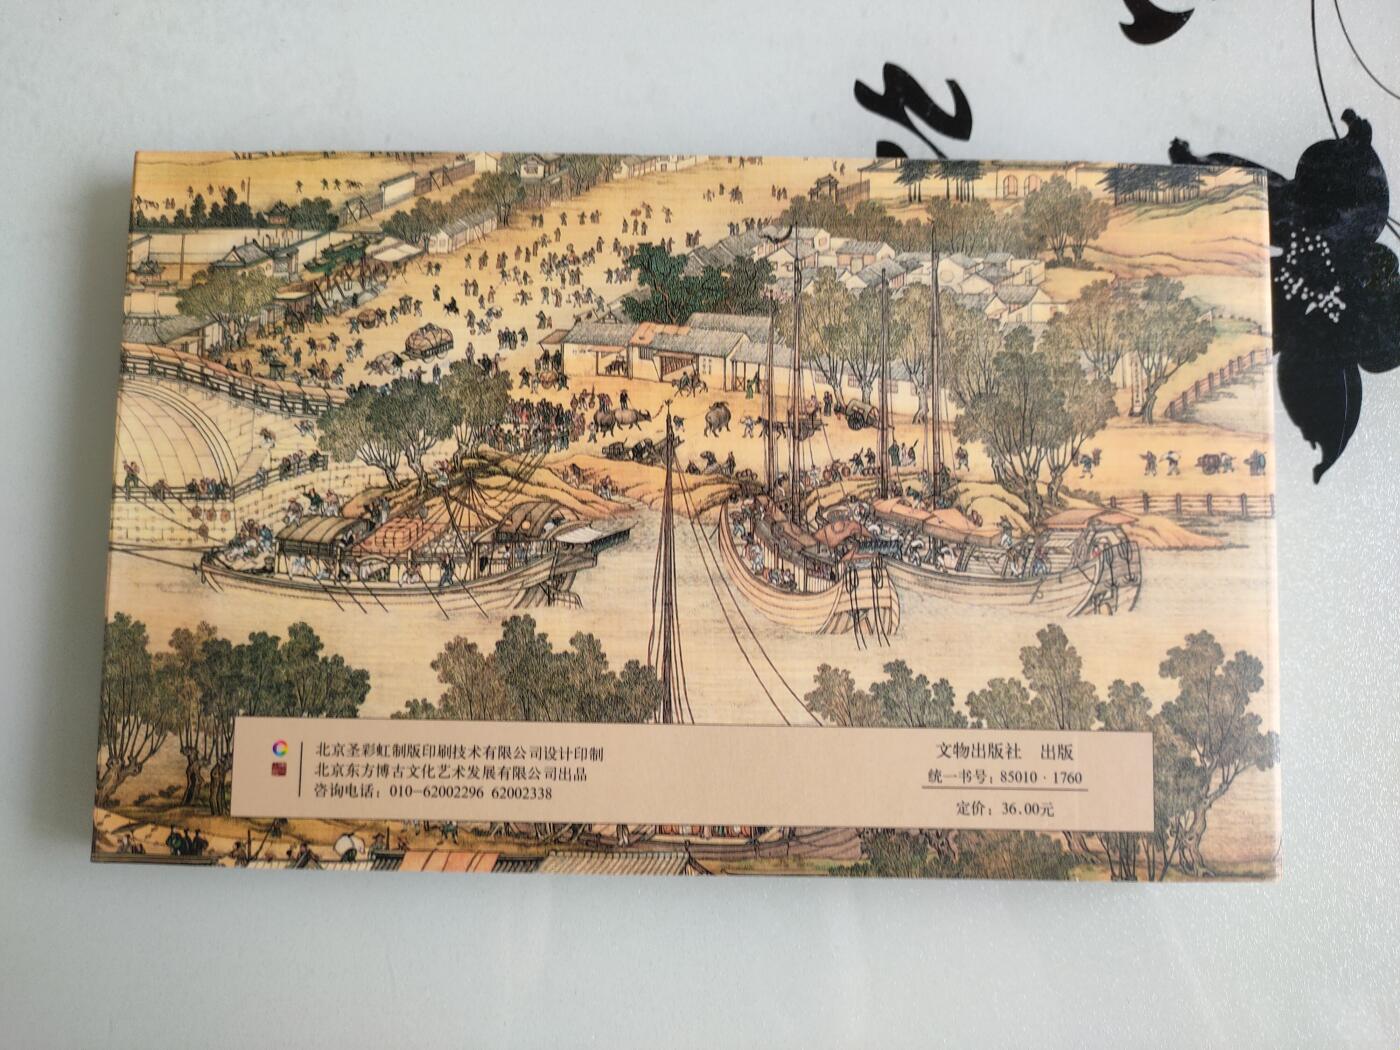 北京圣彩虹制版印刷技术有限公司设计印制
北京东方博古文化艺术发展有限公司出品
咨询电话：010-62002296 62002338
文物出版社 出版
统一书号：85010·1760
定价：36.00元